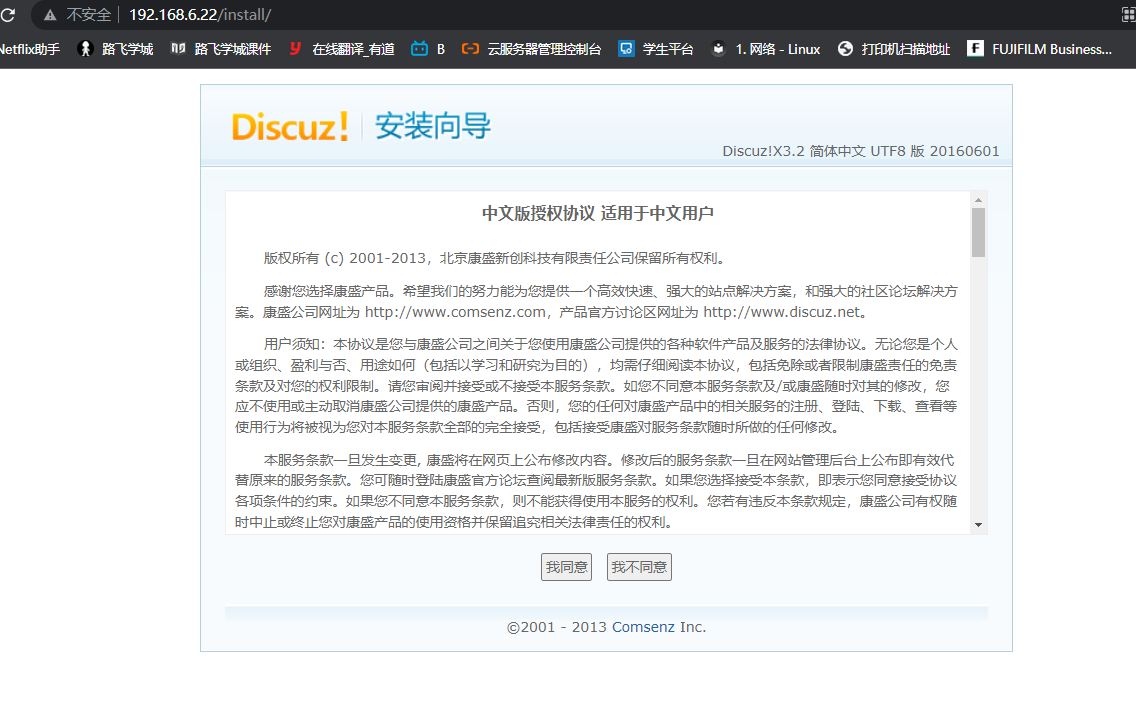 不安全 192.168.6.22/install/
Netflix助手 路飞学城 路飞学城课件 在线翻译_有道 B 云服务器管理控制台 学生平台 1. 网络 - Linux 打印机扫描地址 FUJIFILM Business...
Discuz! 安装向导
Discuz!X3.2 简体中文 UTF8 版 20160601
中文版授权协议 适用于中文用户
版权所有 (c) 2001-2013，北京康盛新创科技有限责任公司保留所有权利。
感谢您选择康盛产品。希望我们的努力能为您提供一个高效快速、强大的站点解决方案，和强大的社区论坛解决方
案。康盛公司网址为 http://www.comsenz.com，产品官方讨论区网址为 http://www.discuz.net。
用户须知：本协议是您与康盛公司之间关于您使用康盛公司提供的各种软件产品及服务的法律协议。无论您是个人
或组织、盈利与否、用途如何（包括以学习和研究为目的），均需仔细阅读本协议，包括免除或者限制康盛责任的免责
条款及对您的权利限制。请您审阅并接受或不接受本服务条款。如您不同意本服务条款及/或康盛随时对其的修改，您
应不使用或主动取消康盛公司提供的康盛产品。否则，您的任何对康盛产品中的相关服务的注册、登陆、下载、查看等
使用行为将被视为您对本服务条款全部的完全接受，包括接受康盛对服务条款随时所做的任何修改。
本服务条款一旦发生变更, 康盛将在网页上公布修改内容。修改后的服务条款一旦在网站管理后台上公布即有效代
替原来的服务条款。您可随时登陆康盛官方论坛查阅最新版服务条款。如果您选择接受本条款，即表示您同意接受协议
各项条件的约束。如果您不同意本服务条款，则不能获得使用本服务的权利。您若有违反本条款规定，康盛公司有权随
时中止或终止您对康盛产品的使用资格并保留追究相关法律责任的权利。
我同意 我不同意
©2001 - 2013 Comsenz Inc.